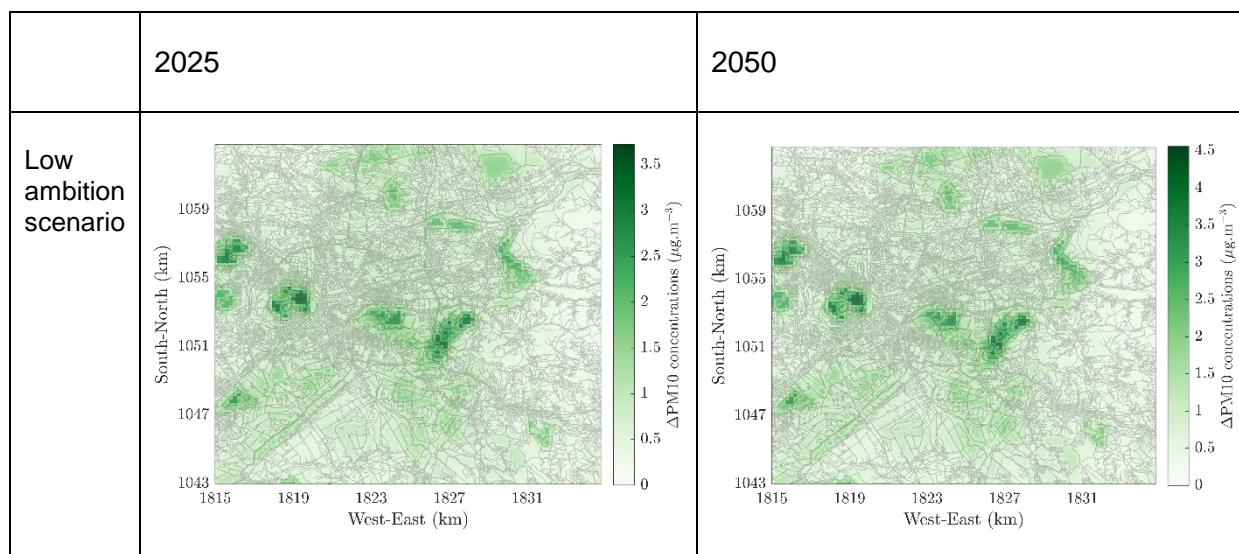 2025
2050
Low
ambition
scenario
1059
1055
1051
1047
1043
South-North (km)
1815 1819 1823 1827 1831
West-East (km)
3.5
3
2.5
2
1.5
1
0.5
0
ΔPM10 concentrations (μg.m⁻³)
1059
1055
1051
1047
1043
South-North (km)
1815 1819 1823 1827 1831
West-East (km)
4.5
4
3.5
3
2.5
2
1.5
1
0.5
0
ΔPM10 concentrations (μg.m⁻³)